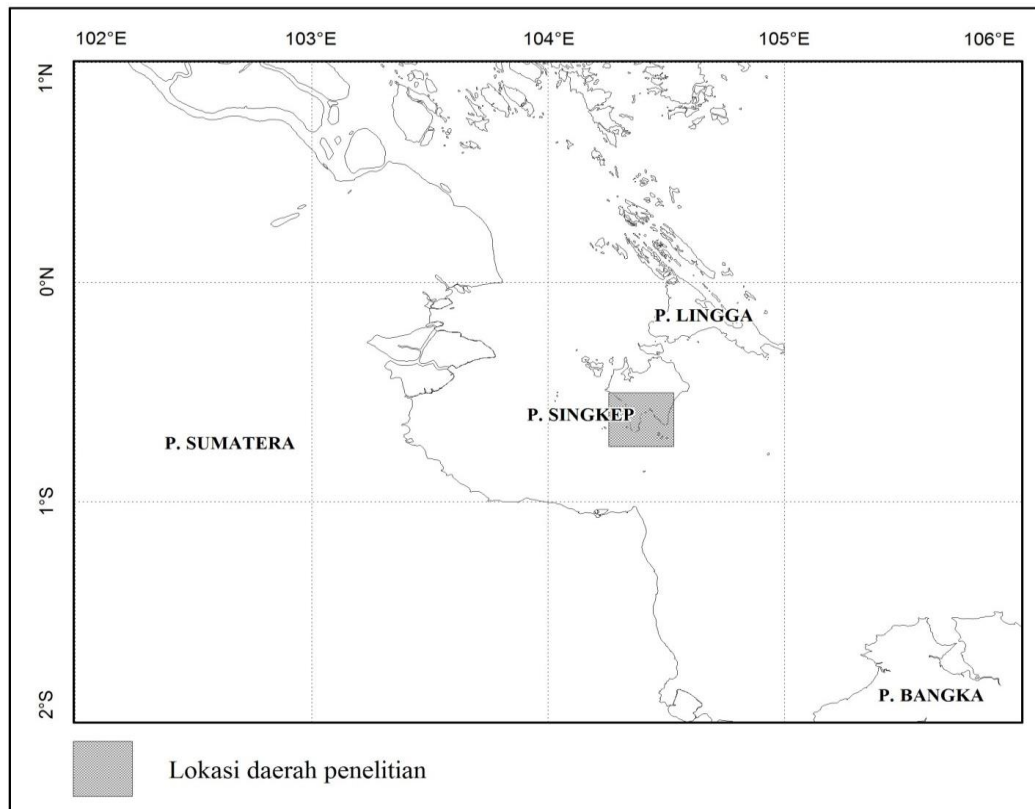 102°E 103°E 104°E 105°E 106°E
1°N
0°N
P. LINGGA
P. SINGKEP
P. SUMATERA
1°S
P. BANGKA
2°S
Lokasi daerah penelitian